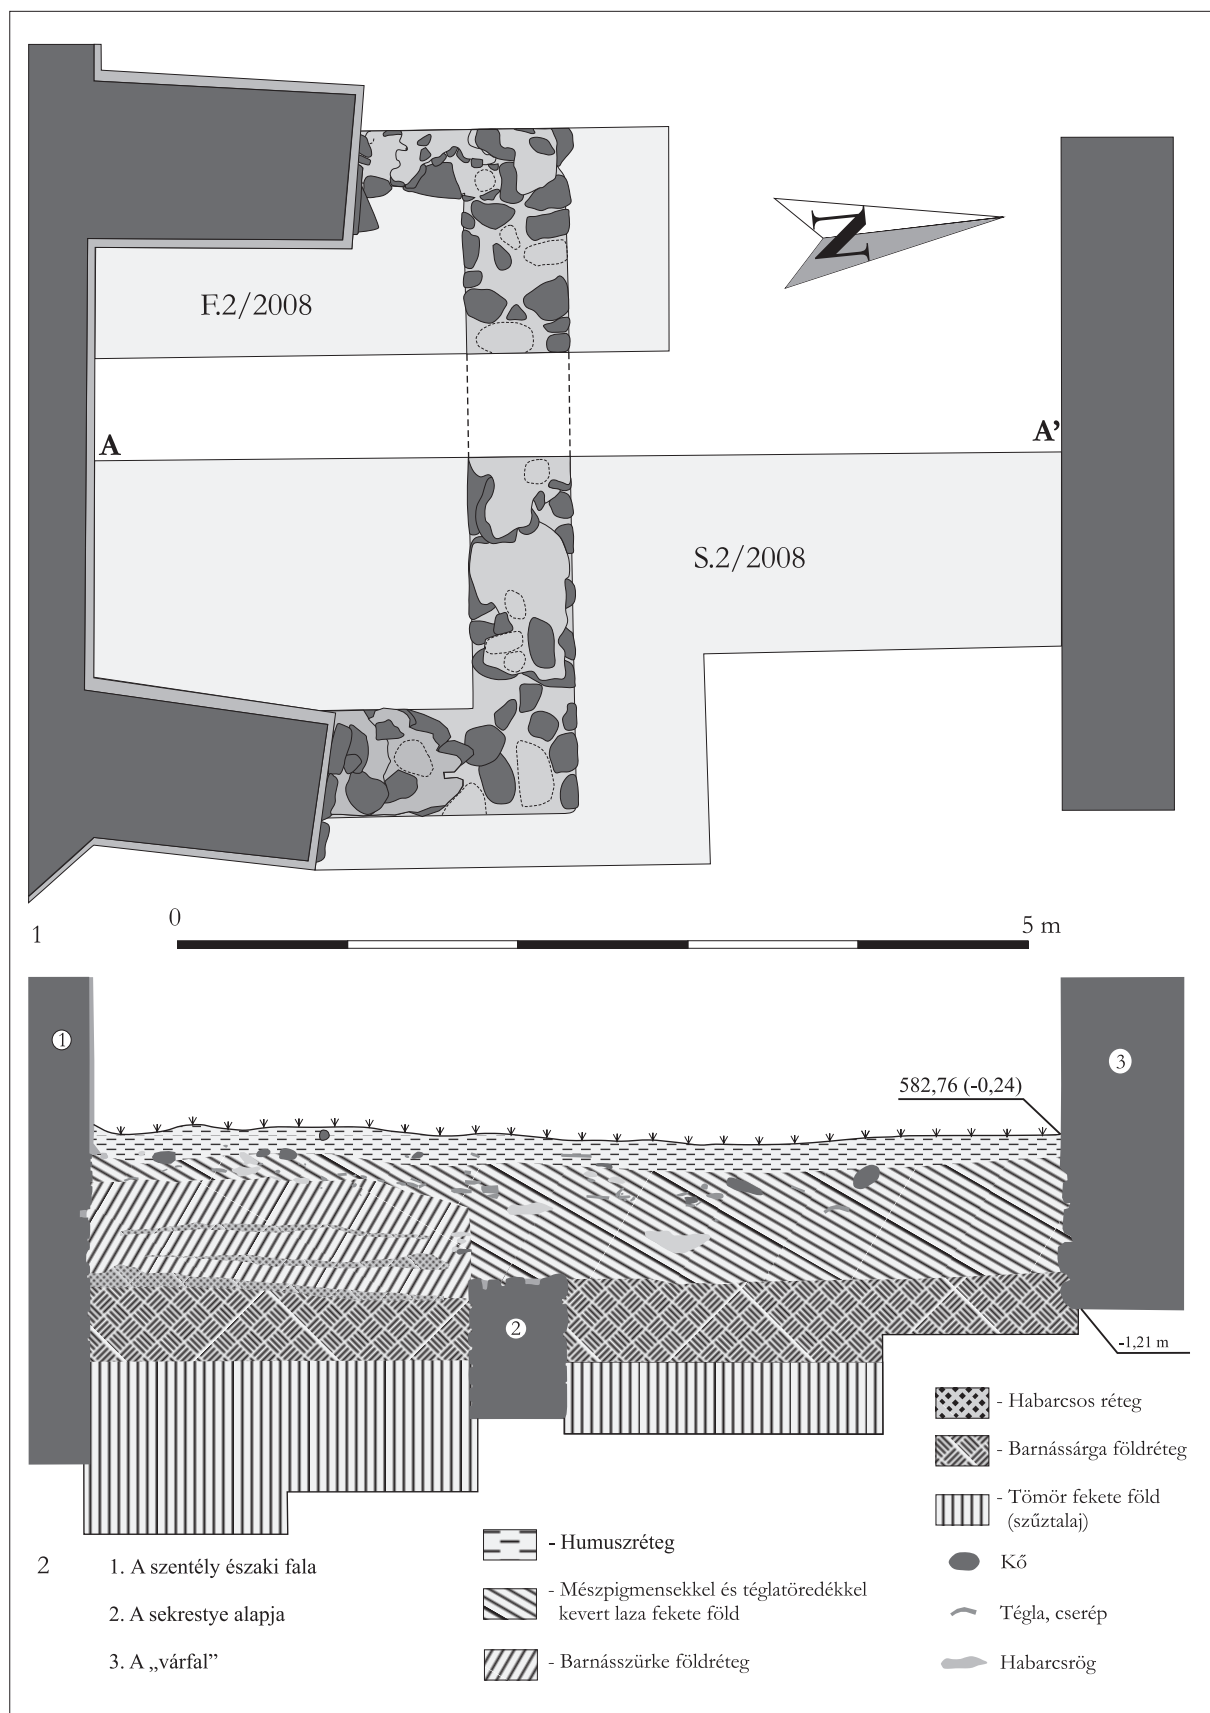 N
F.2/2008
A
A’
S.2/2008
1
0
5 m
1
3
582,76 (-0,24)
2
-1,21 m
- Habarcsos réteg
- Barnássárga földréteg
- Tömör fekete föld
(szűztalaj)
Kő
Tégla, cserép
Habarcsrög
- Humuszréteg
- Mészpigmensekkel és téglatöredékkel
kevert laza fekete föld
- Barnásszürke földréteg
2
1. A szentély északi fala
2. A sekrestye alapja
3. A „várfal”